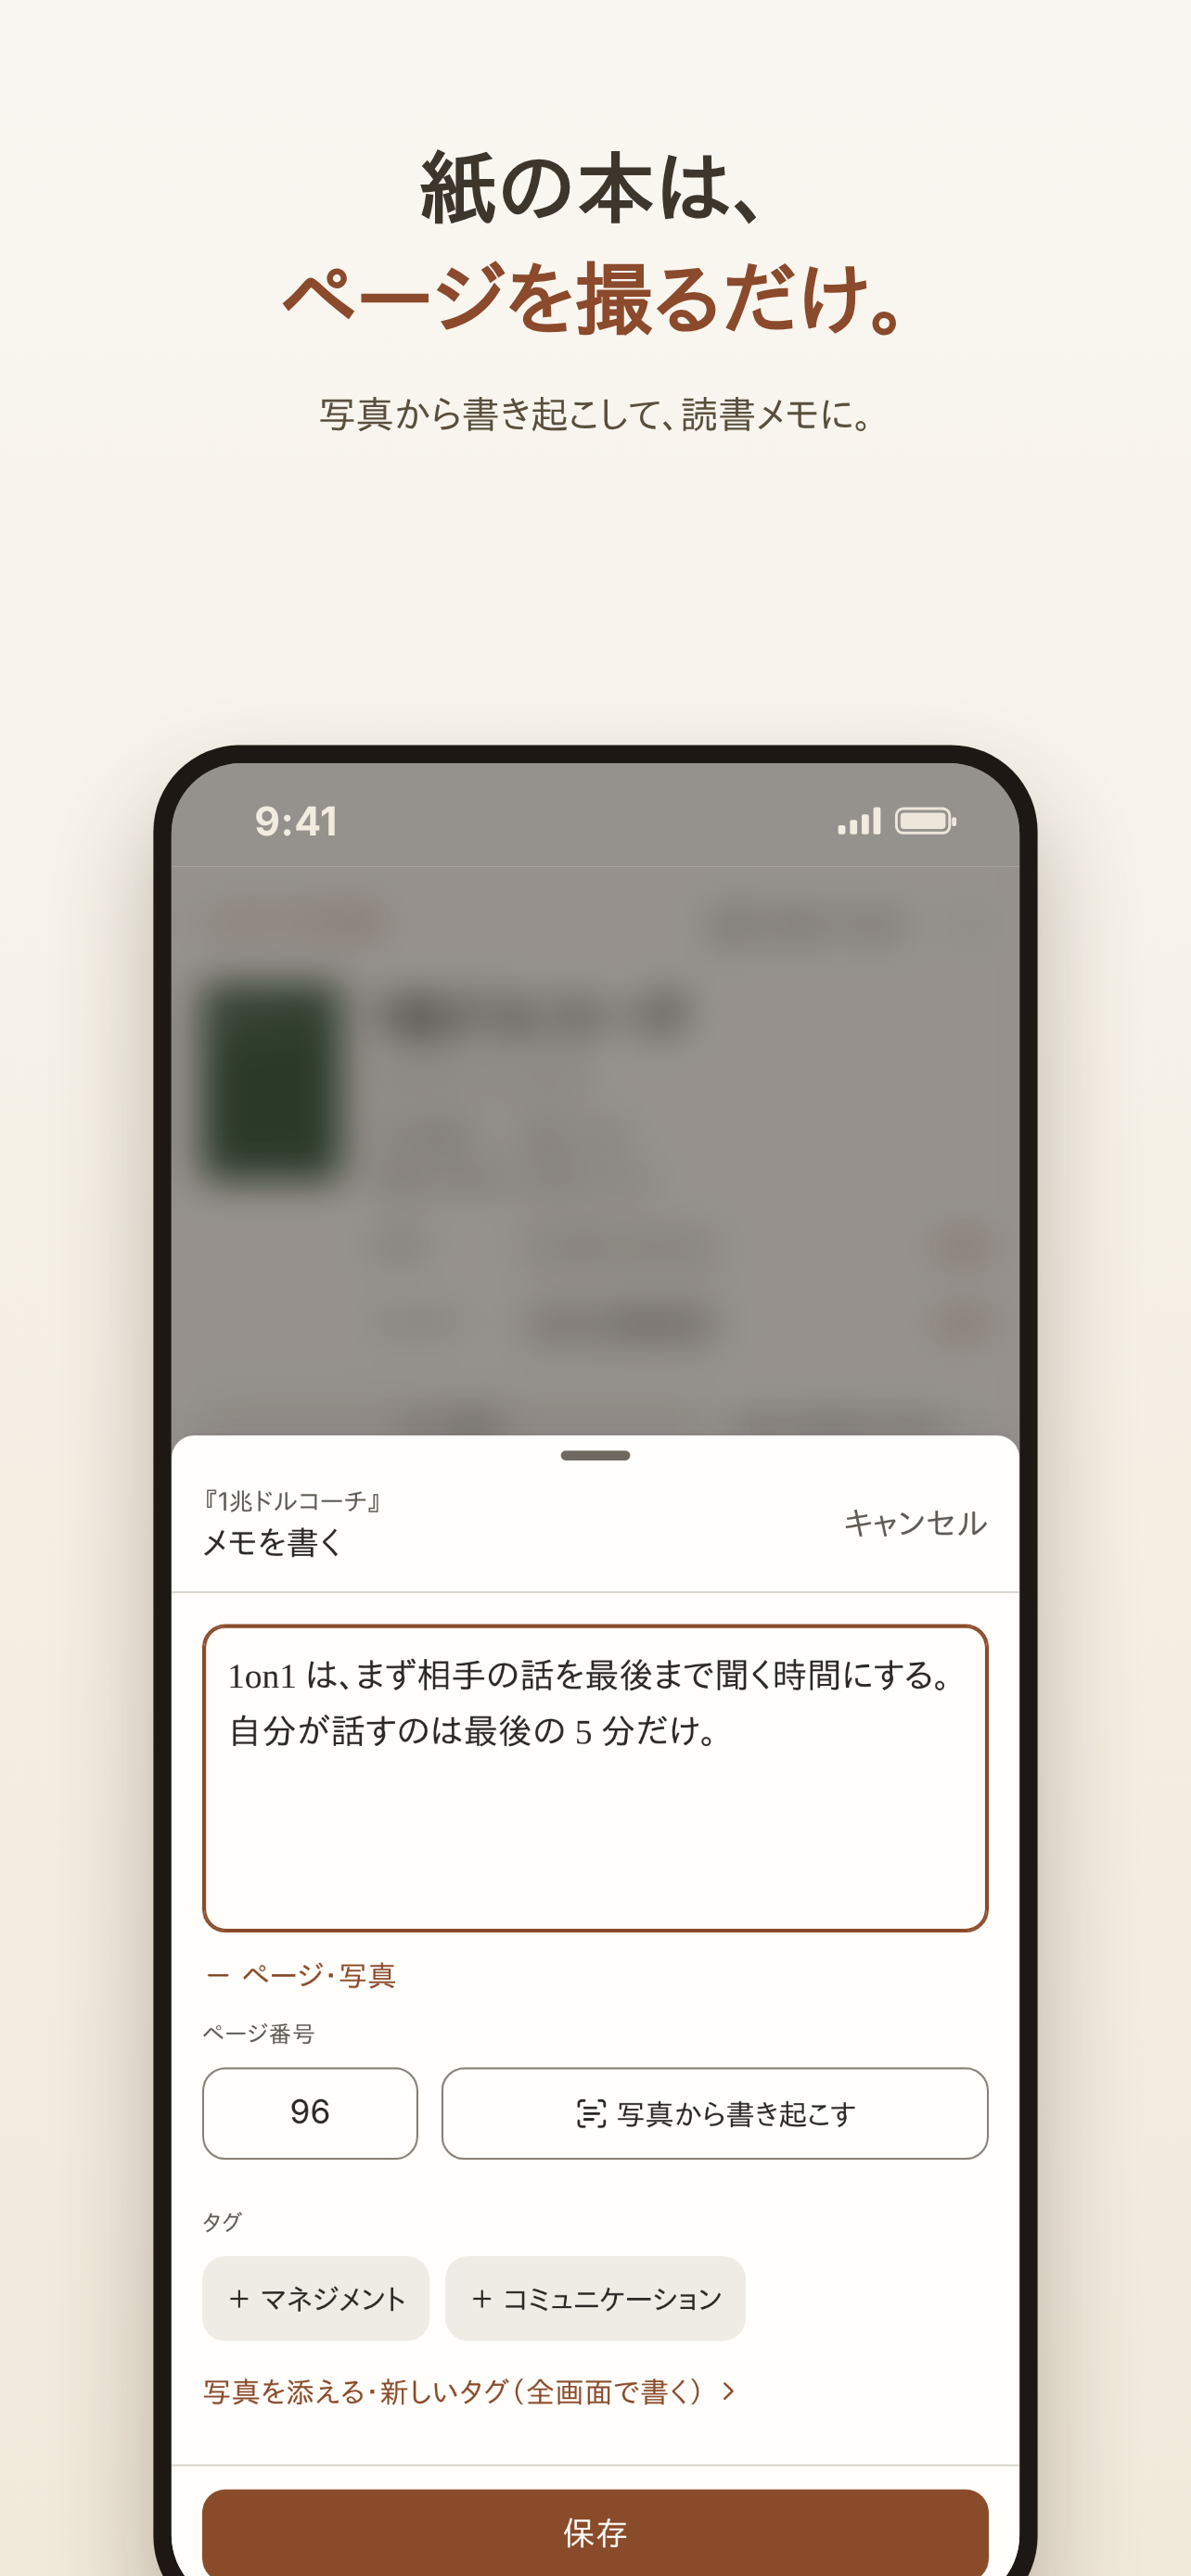 紙の本は、
ページを撮るだけ。
写真から書き起こして、読書メモに。
9:41
『1兆ドルコーチ』
メモを書く
キャンセル
1on1 は、まず相手の話を最後まで聞く時間にする。
自分が話すのは最後の 5 分だけ。
− ページ・写真
ページ番号
96
写真から書き起こす
タグ
+ マネジメント
+ コミュニケーション
写真を添える・新しいタグ（全画面で書く） >
保存